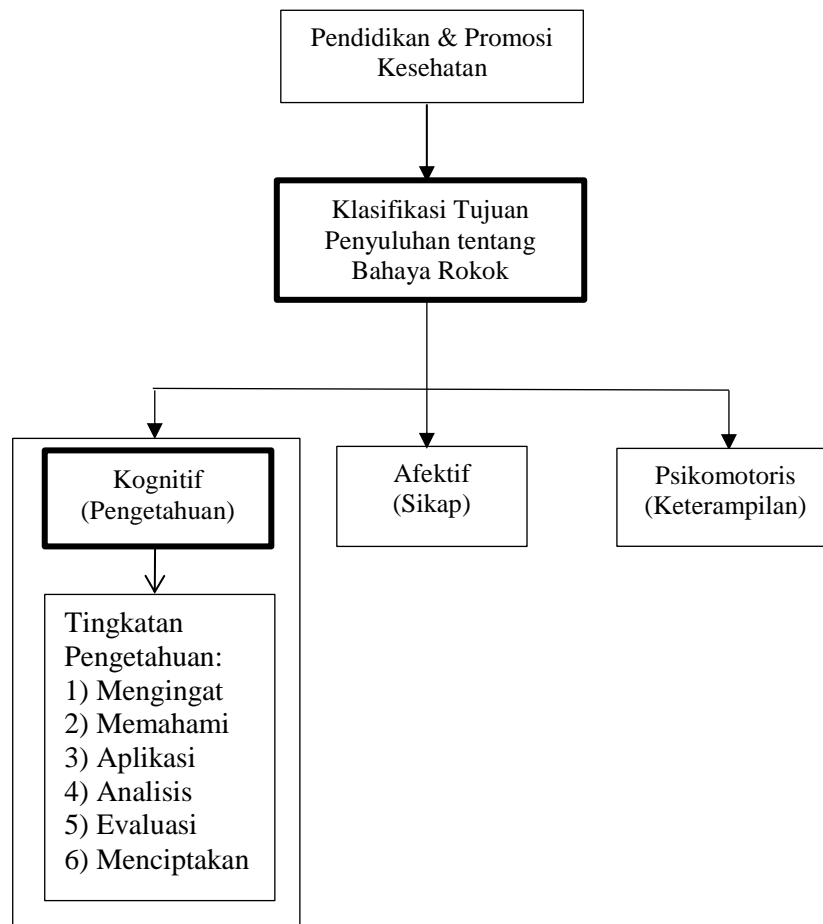 Pendidikan & Promosi
Kesehatan
Klasifikasi Tujuan
Penyuluhan tentang
Bahaya Rokok
Kognitif
(Pengetahuan)
Afektif
(Sikap)
Psikomotoris
(Keterampilan)
Tingkatan
Pengetahuan:
1) Mengingat
2) Memahami
3) Aplikasi
4) Analisis
5) Evaluasi
6) Menciptakan